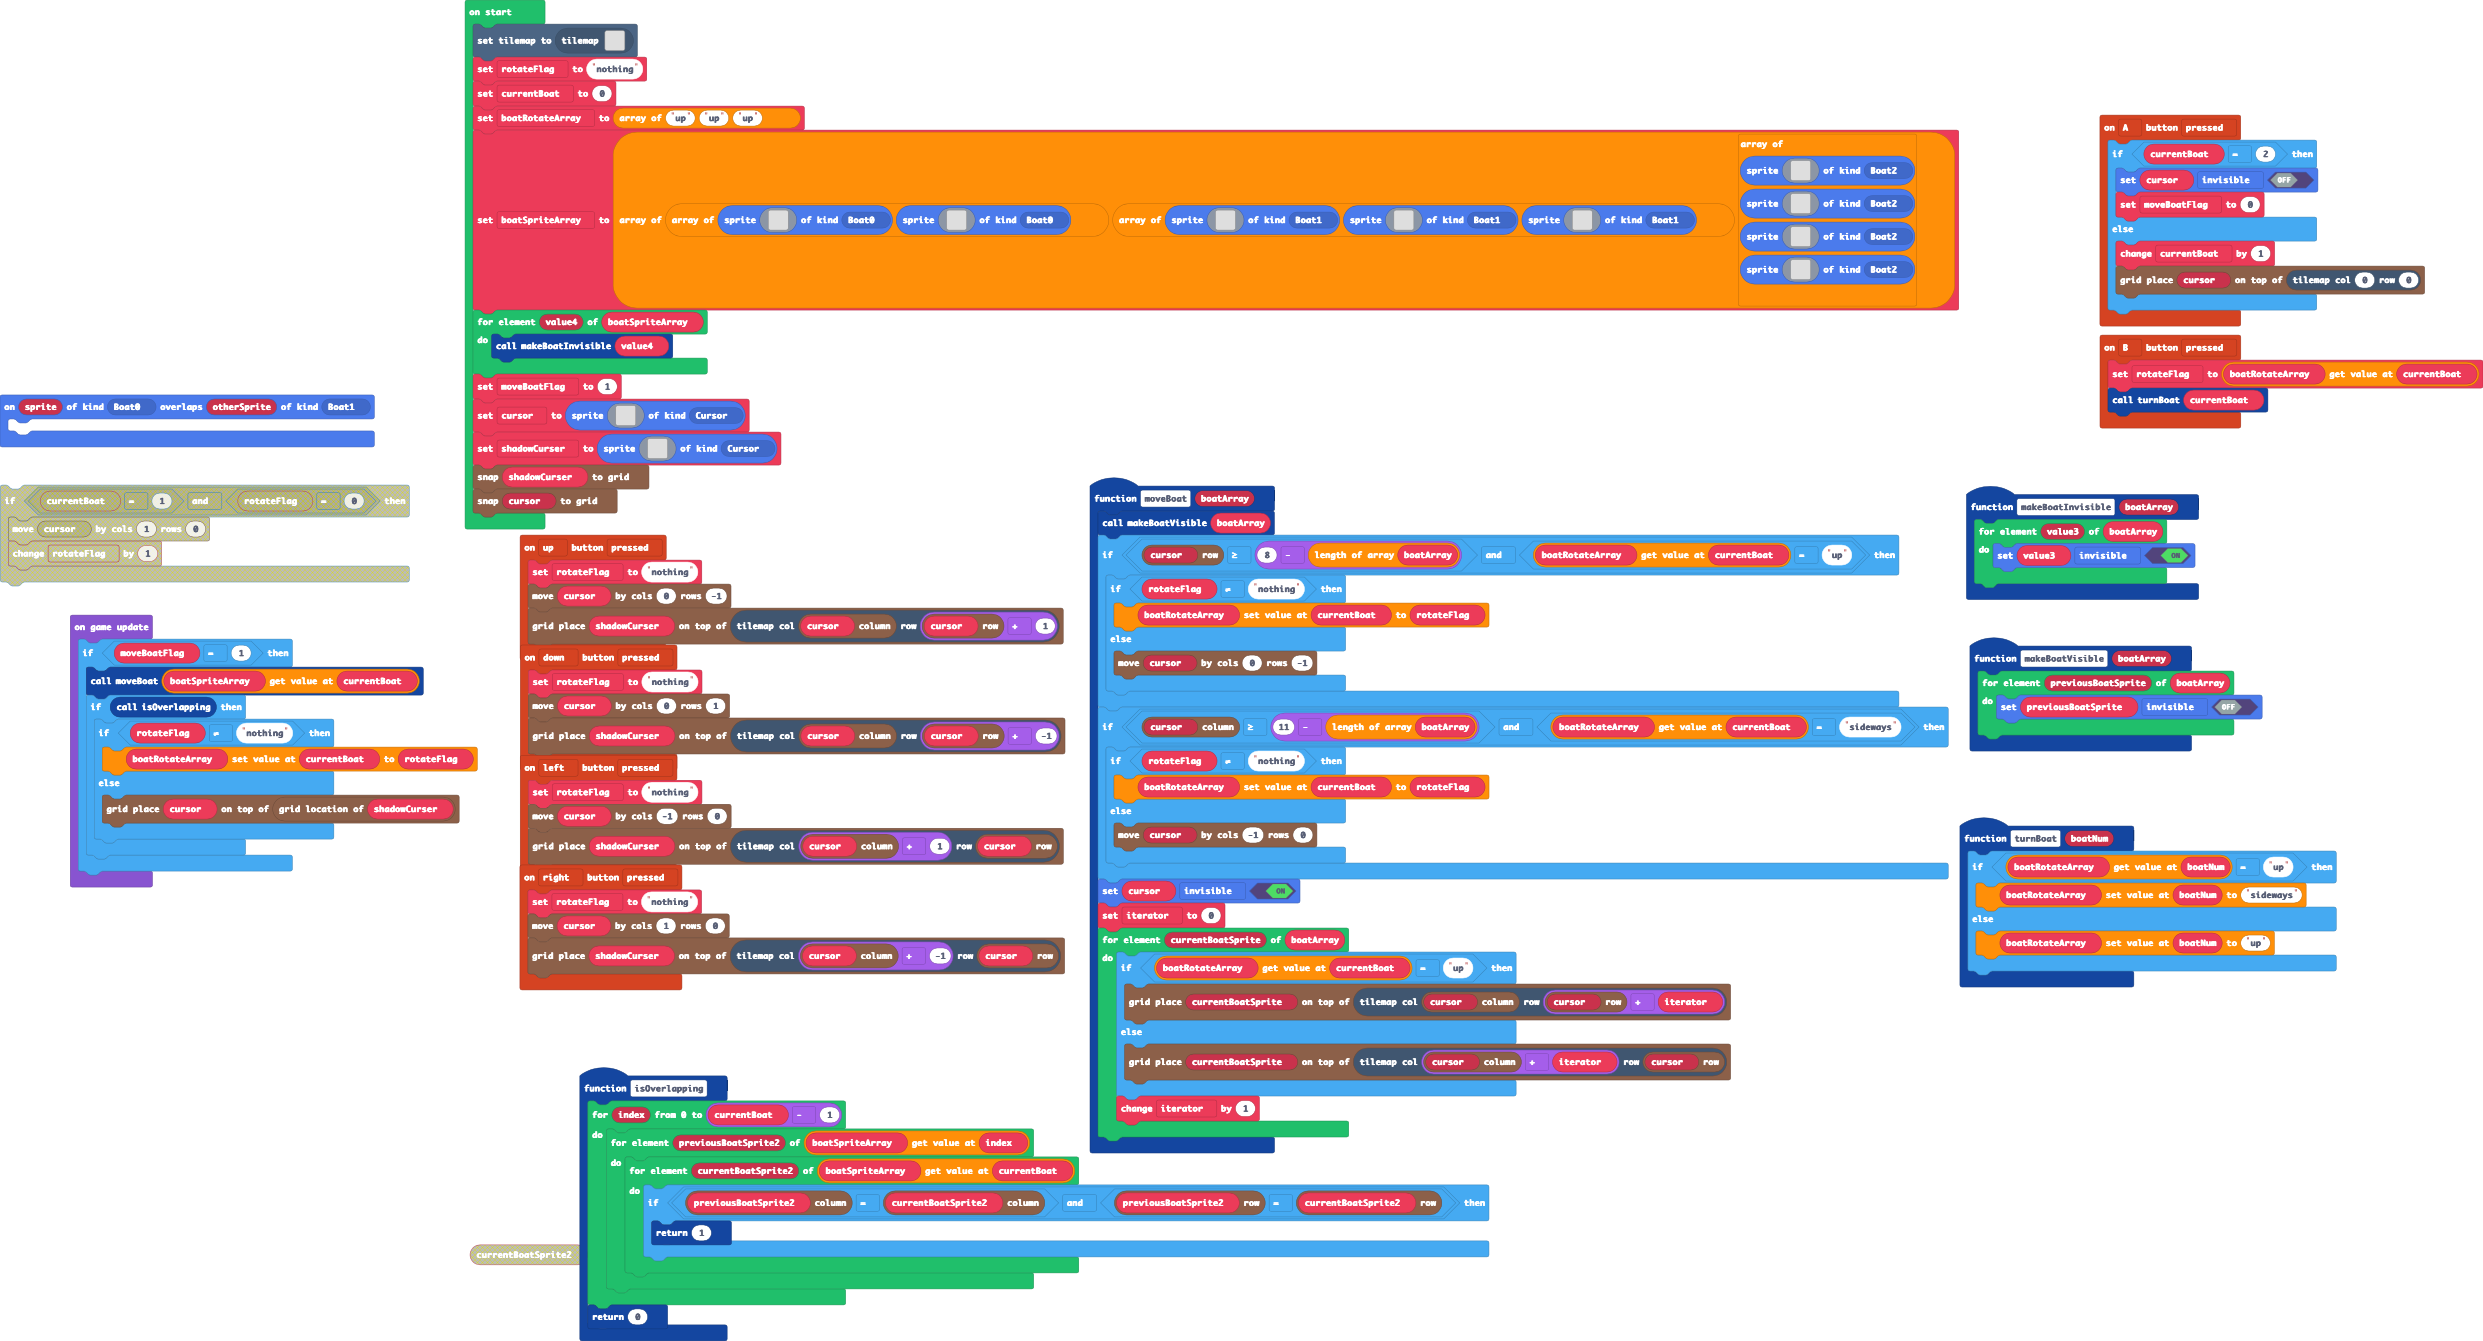 on start
set tilemap to tilemap
set rotateFlag to "nothing"
set currentBoat to 0
set boatRotateArray to array of "up" "up" "up"
set boatSpriteArray to array of array of sprite of kind Boat0 sprite of kind Boat0 array of sprite of kind Boat1 sprite of kind Boat1 sprite of kind Boat1
array of
sprite of kind Boat2
sprite of kind Boat2
sprite of kind Boat2
sprite of kind Boat2
for element value4 of boatSpriteArray
do call makeBoatInvisible value4
set moveBoatFlag to 1
set cursor to sprite of kind Cursor
set shadowCurser to sprite of kind Cursor
snap shadowCurser to grid
snap cursor to grid
on A button pressed
if currentBoat = 2 then
set cursor invisible OFF
set moveBoatFlag to 0
else
change currentBoat by 1
grid place cursor on top of tilemap col 0 row 0
on B button pressed
set rotateFlag to boatRotateArray get value at currentBoat
call turnBoat currentBoat
on sprite of kind Boat0 overlaps otherSprite of kind Boat1
if currentBoat = 1 and rotateFlag = 0 then
move cursor by cols 1 rows 0
change rotateFlag by 1
on game update
if moveBoatFlag = 1 then
call moveBoat boatSpriteArray get value at currentBoat
if call isOverlapping then
if rotateFlag ≠ "nothing" then
boatRotateArray set value at currentBoat to rotateFlag
else
grid place cursor on top of grid location of shadowCurser
on up button pressed
set rotateFlag to "nothing"
move cursor by cols 0 rows -1
grid place shadowCurser on top of tilemap col cursor column row cursor row + 1
on down button pressed
set rotateFlag to "nothing"
move cursor by cols 0 rows 1
grid place shadowCurser on top of tilemap col cursor column row cursor row + -1
on left button pressed
set rotateFlag to "nothing"
move cursor by cols -1 rows 0
grid place shadowCurser on top of tilemap col cursor column + 1 row cursor row
on right button pressed
set rotateFlag to "nothing"
move cursor by cols 1 rows 0
grid place shadowCurser on top of tilemap col cursor column + -1 row cursor row
function moveBoat boatArray
call makeBoatVisible boatArray
if cursor row ≥ 8 - length of array boatArray and boatRotateArray get value at currentBoat = "up" then
if rotateFlag ≠ "nothing" then
boatRotateArray set value at currentBoat to rotateFlag
else
move cursor by cols 0 rows -1
if cursor column ≥ 11 - length of array boatArray and boatRotateArray get value at currentBoat = "sideways" then
if rotateFlag ≠ "nothing" then
boatRotateArray set value at currentBoat to rotateFlag
else
move cursor by cols -1 rows 0
set cursor invisible ON
set iterator to 0
for element currentBoatSprite of boatArray
do
if boatRotateArray get value at currentBoat = "up" then
grid place currentBoatSprite on top of tilemap col cursor column row cursor row + iterator
else
grid place currentBoatSprite on top of tilemap col cursor column + iterator row cursor row
change iterator by 1
function makeBoatInvisible boatArray
for element value3 of boatArray
do set value3 invisible ON
function makeBoatVisible boatArray
for element previousBoatSprite of boatArray
do set previousBoatSprite invisible OFF
function turnBoat boatNum
if boatRotateArray get value at boatNum = "up" then
boatRotateArray set value at boatNum to "sideways"
else
boatRotateArray set value at boatNum to "up"
function isOverlapping
for index from 0 to currentBoat - 1
do
for element previousBoatSprite2 of boatSpriteArray get value at index
do
for element currentBoatSprite2 of boatSpriteArray get value at currentBoat
do
if previousBoatSprite2 column = currentBoatSprite2 column and previousBoatSprite2 row = currentBoatSprite2 row then
return 1
currentBoatSprite2
return 0